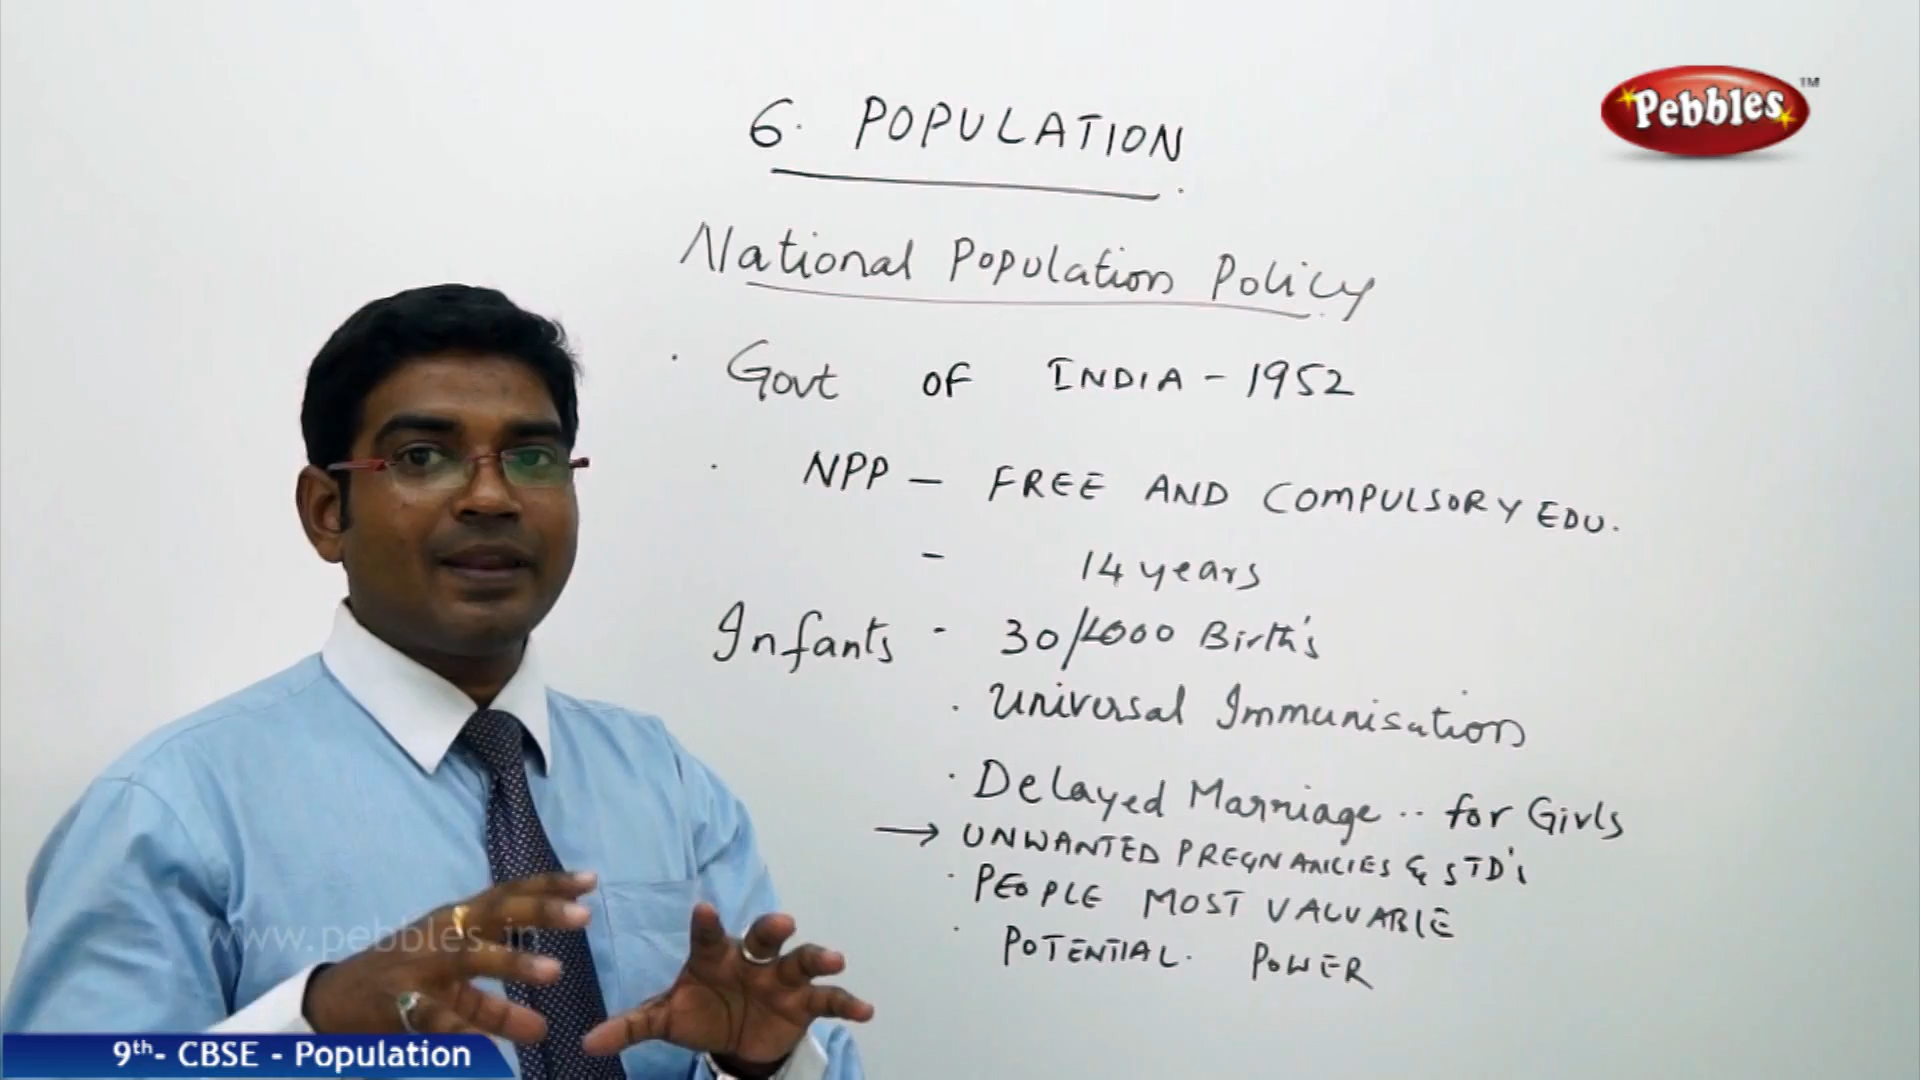 Pebbles™
6. POPULATION
National Population Policy
· Govt OF INDIA - 1952
· NPP - FREE AND COMPULSORY EDU.
- 14 years
Infants - 30/1000 Birth's
· Universal Immunisation
· Delayed Marriage .. for Girls
→ UNWANTED PREGNANCIES & STD's
· PEOPLE MOST VALUABLE
· POTENTIAL. POWER
www.pebbles.in
9th- CBSE - Population